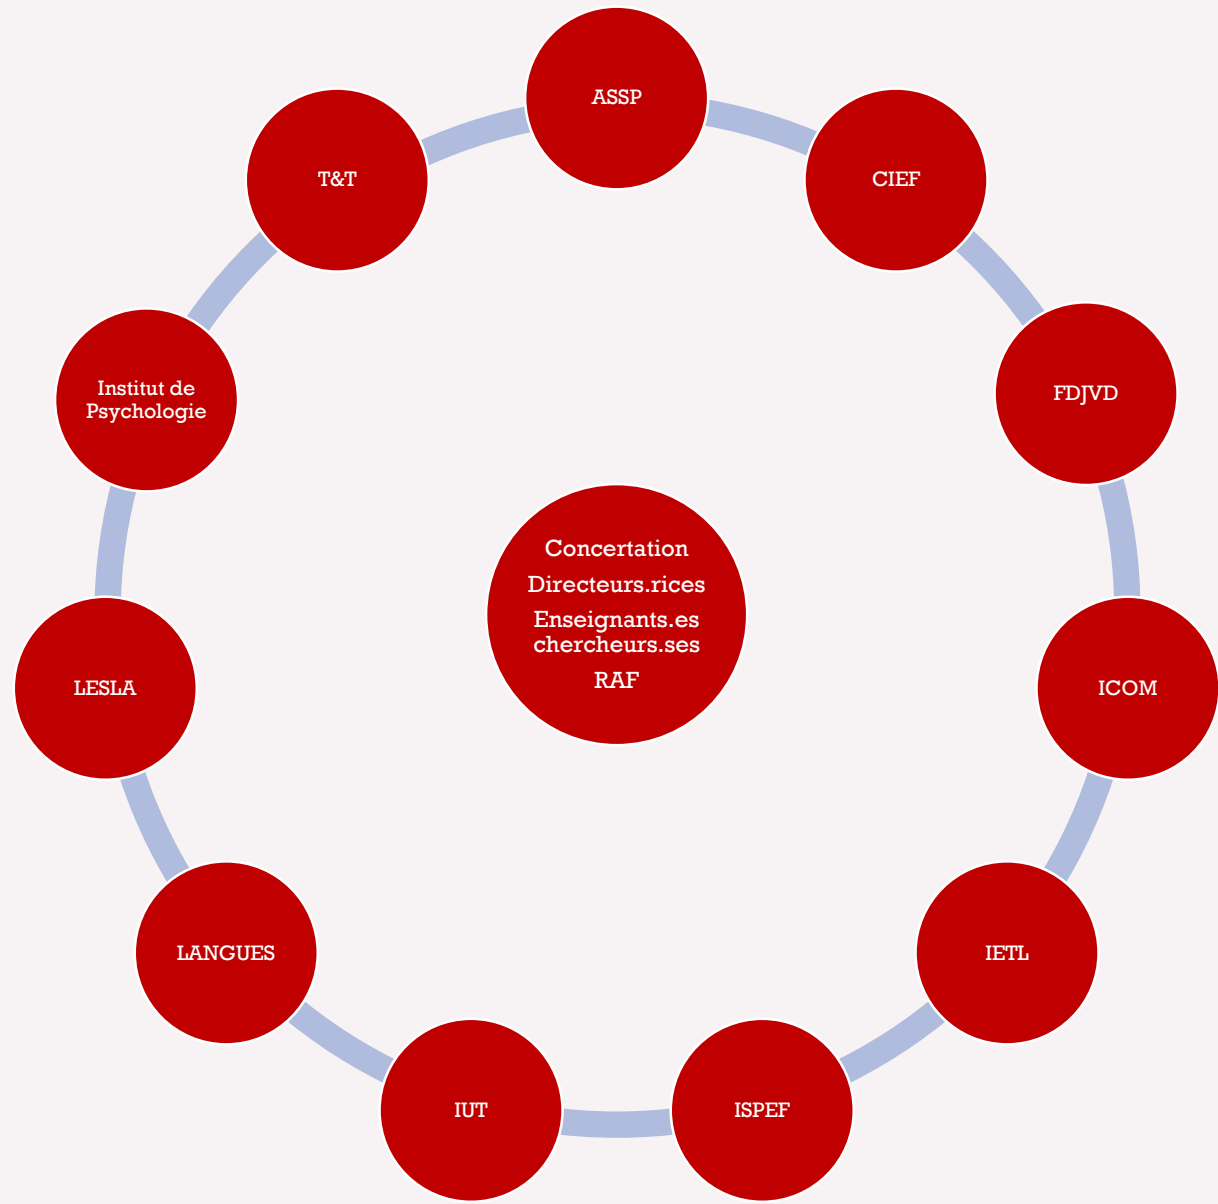 ASSP
T&T
CIEF
Institut de
Psychologie
FDJVD
Concertation
Directeurs.rices
Enseignants.es
chercheurs.ses
RAF
LESLA
ICOM
LANGUES
IETL
IUT
ISPEF